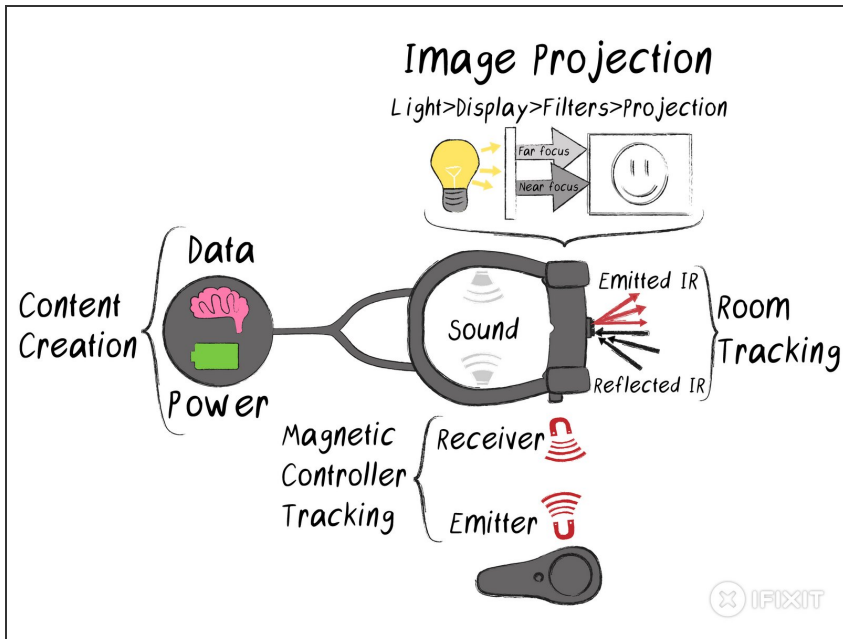 Image Projection
Light>Display>Filters>Projection
Far focus
Near focus
Data
Content
Creation
Power
Sound
Emitted IR
Room
Tracking
Reflected IR
Magnetic
Controller
Tracking
Receiver
Emitter
IFIXIT